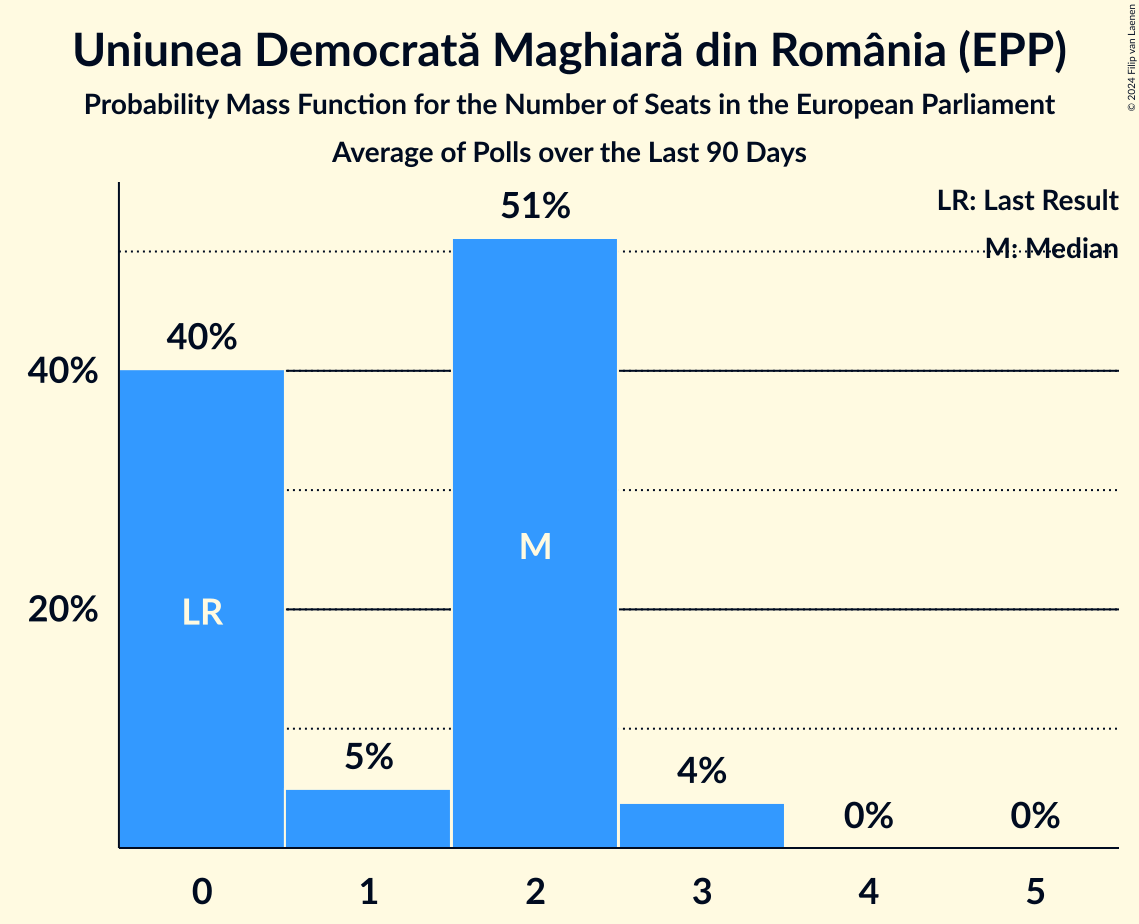 Uniunea Democrată Maghiară din România (EPP)
Probability Mass Function for the Number of Seats in the European Parliament
Average of Polls over the Last 90 Days
© 2024 Filip van Laenen
LR: Last Result
M: Median
51%
40%
40%
M
LR
20%
5%
4%
0%
0%
0
1
2
3
4
5